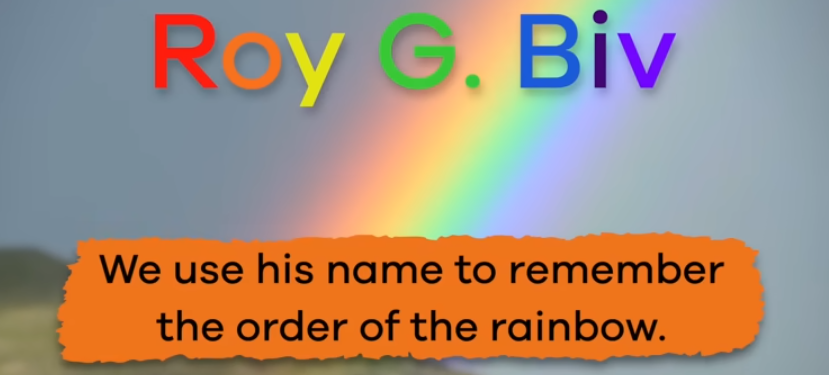 Roy G. Biv
We use his name to remember
the order of the rainbow.